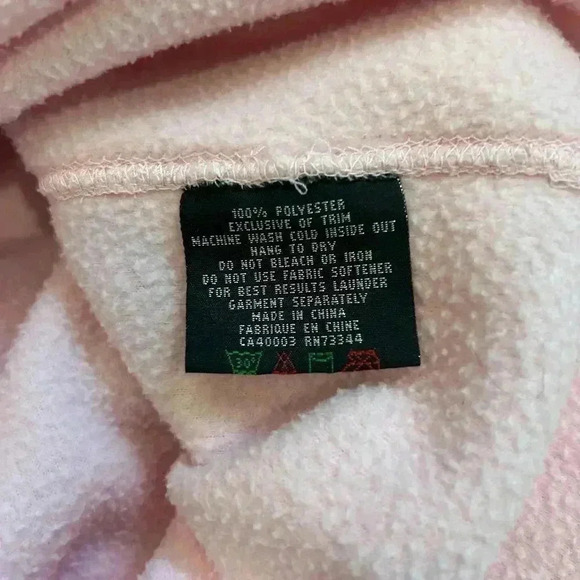 100% POLYESTER
EXCLUSIVE OF TRIM
MACHINE WASH COLD INSIDE OUT
HANG TO DRY
DO NOT BLEACH OR IRON
DO NOT USE FABRIC SOFTENER
FOR BEST RESULTS LAUNDER
GARMENT SEPARATELY
MADE IN CHINA
FABRIQUE EN CHINE
CA40003 RN73344
30°